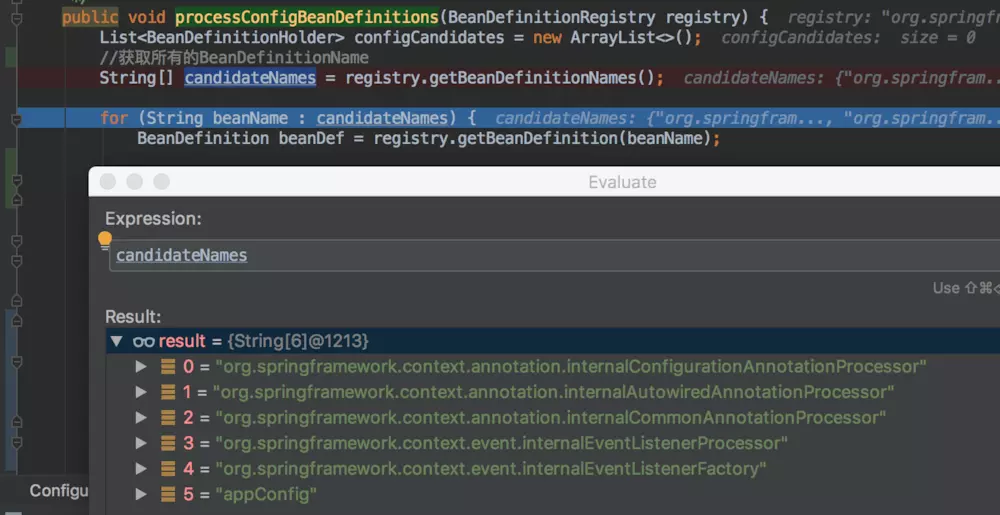 public void processConfigBeanDefinitions(BeanDefinitionRegistry registry) { registry: "org.springfr
List<BeanDefinitionHolder> configCandidates = new ArrayList<>(); configCandidates: size = 0
//获取所有的BeanDefinitionName
String[] candidateNames = registry.getBeanDefinitionNames(); candidateNames: {"org.springfram..
for (String beanName : candidateNames) { candidateNames: {"org.springfram..., "org.springfram..
BeanDefinition beanDef = registry.getBeanDefinition(beanName);
Evaluate
Expression:
candidateNames
Use ⇧⌘
Result:
result = {String[6]@1213}
0 = "org.springframework.context.annotation.internalConfigurationAnnotationProcessor"
1 = "org.springframework.context.annotation.internalAutowiredAnnotationProcessor"
2 = "org.springframework.context.annotation.internalCommonAnnotationProcessor"
3 = "org.springframework.context.event.internalEventListenerProcessor"
4 = "org.springframework.context.event.internalEventListenerFactory"
5 = "appConfig"
Configu